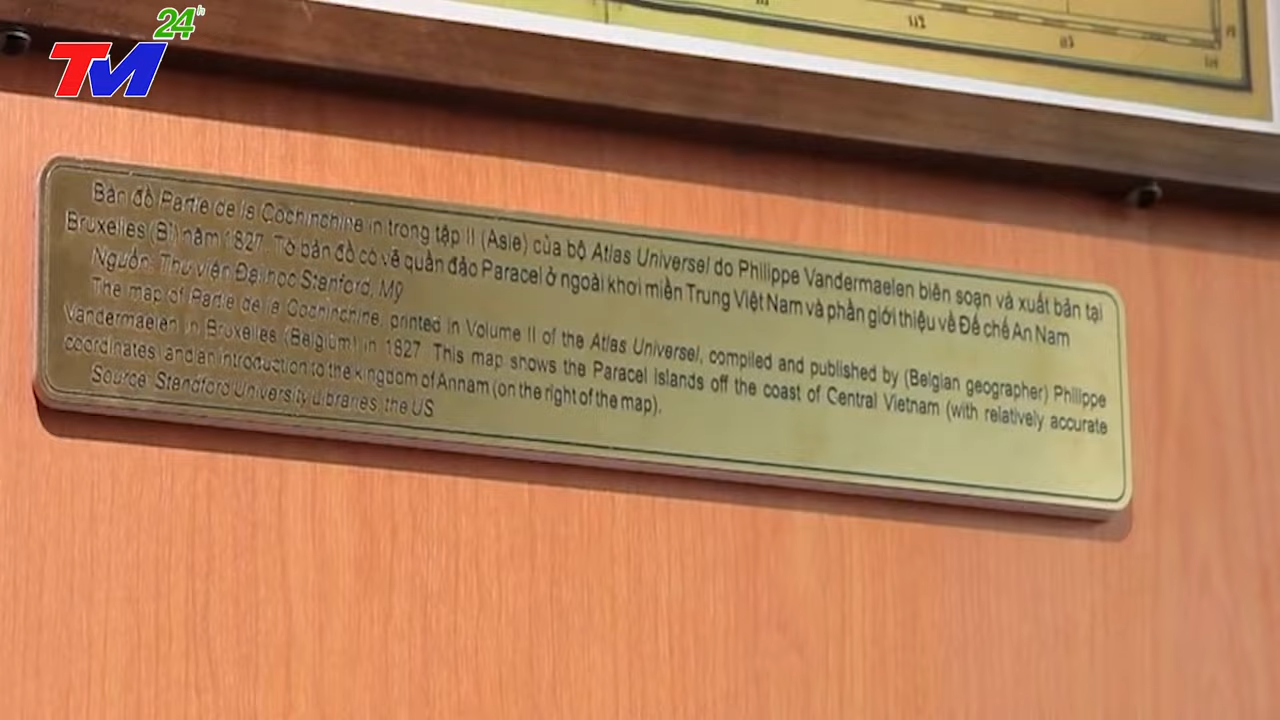 TM 24h
Bản đồ Partie de la Cochinchine in trong tập II (Asie) của bộ Atlas Universel do Philippe Vandermaelen biên soạn và xuất bản tại
Bruxelles (Bỉ) năm 1827. Tờ bản đồ có vẽ quần đảo Paracel ở ngoài khơi miền Trung Việt Nam và phần giới thiệu về Đế chế An Nam
Nguồn: Thư viện Đại học Stanford, Mỹ
The map of Partie de la Cochinchine, printed in Volume II of the Atlas Universel, compiled and published by (Belgian geographer) Philippe
Vandermaelen in Bruxelles (Belgium) in 1827. This map shows the Paracel Islands off the coast of Central Vietnam (with relatively accurate
coordinates) and an introduction to the kingdom of Annam (on the right of the map).
Source: Standford University Libraries, the US